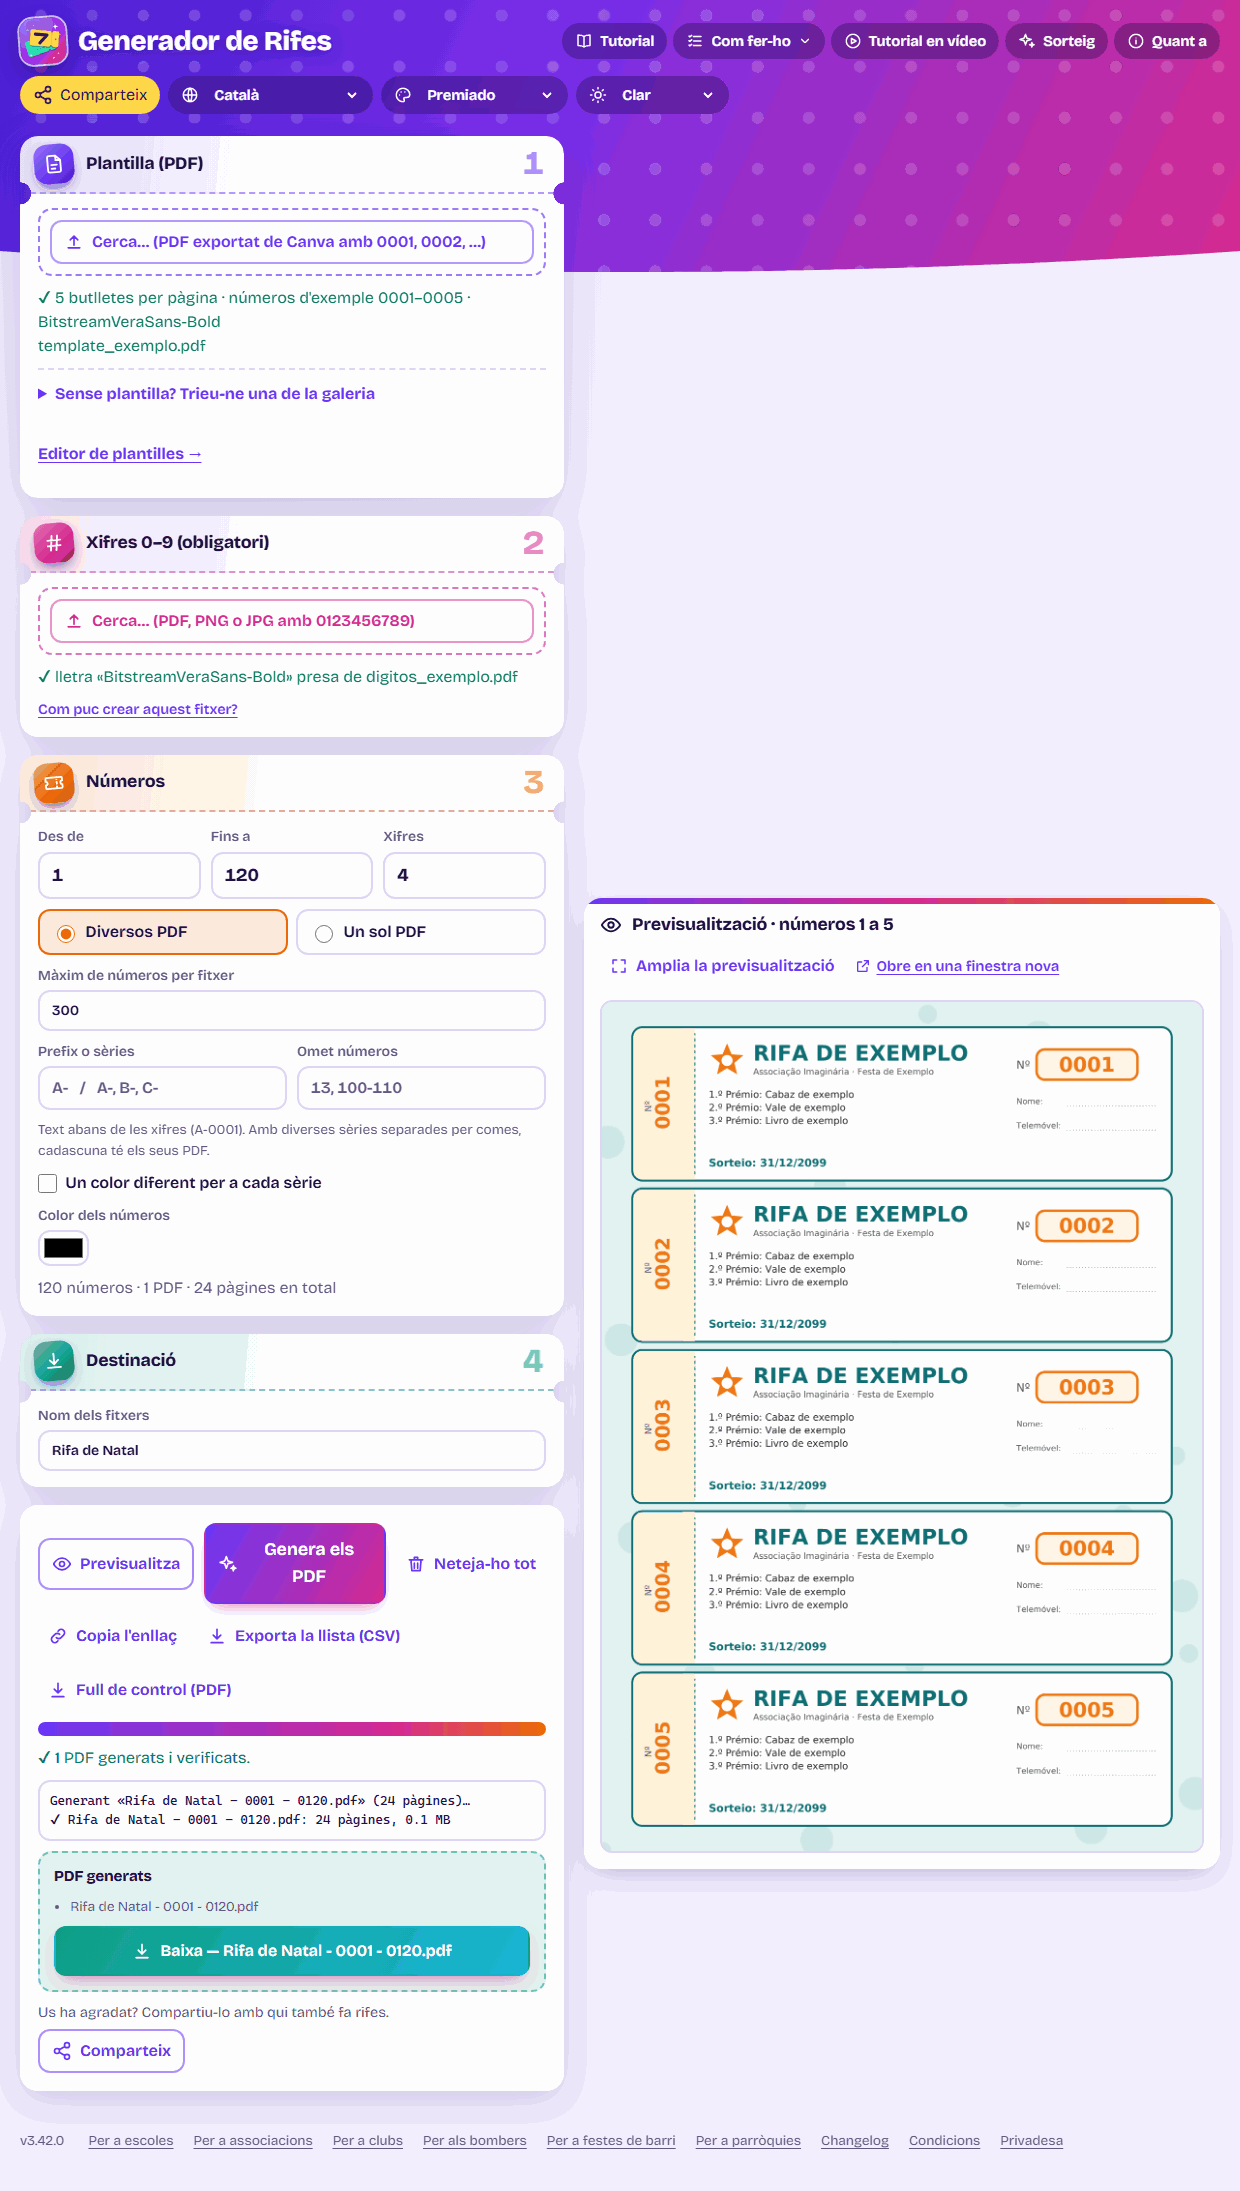 Generador de Rifes
Tutorial
Com fer-ho
Tutorial en vídeo
Sorteig
Quant a
Comparteix
Català
Premiado
Clar
Plantilla (PDF)
1
Cerca... (PDF exportat de Canva amb 0001, 0002, ...)
✓ 5 butlletes per pàgina · números d'exemple 0001–0005 ·
BitstreamVeraSans-Bold
template_exemplo.pdf
Sense plantilla? Trieu-ne una de la galeria
Editor de plantilles →
Xifres 0–9 (obligatori)
2
Cerca... (PDF, PNG o JPG amb 0123456789)
✓ lletra «BitstreamVeraSans-Bold» presa de digitos_exemplo.pdf
Com puc crear aquest fitxer?
Números
3
Des de
Fins a
Xifres
1
120
4
Diversos PDF
Un sol PDF
Màxim de números per fitxer
300
Prefix o sèries
Omet números
A-  /  A-, B-, C-
13, 100-110
Text abans de les xifres (A-0001). Amb diverses sèries separades per comes,
cadascuna té els seus PDF.
Un color diferent per a cada sèrie
Color dels números
120 números · 1 PDF · 24 pàgines en total
Destinació
4
Nom dels fitxers
Rifa de Natal
Previsualitza
Genera els
PDF
Neteja-ho tot
Copia l'enllaç
Exporta la llista (CSV)
Full de control (PDF)
✓ 1 PDF generats i verificats.
Generant «Rifa de Natal – 0001 – 0120.pdf» (24 pàgines)…
✓ Rifa de Natal – 0001 – 0120.pdf: 24 pàgines, 0.1 MB
PDF generats
• Rifa de Natal - 0001 - 0120.pdf
Baixa — Rifa de Natal - 0001 - 0120.pdf
Us ha agradat? Compartiu-lo amb qui també fa rifes.
Comparteix
Previsualització · números 1 a 5
Amplia la previsualització
Obre en una finestra nova
Nº 0001
RIFA DE EXEMPLO
Associação Imaginária · Festa de Exemplo
1.º Prémio: Cabaz de exemplo
2.º Prémio: Vale de exemplo
3.º Prémio: Livro de exemplo
Sorteio: 31/12/2099
Nº 0001
Nome:
Telemóvel:
Nº 0002
RIFA DE EXEMPLO
Associação Imaginária · Festa de Exemplo
1.º Prémio: Cabaz de exemplo
2.º Prémio: Vale de exemplo
3.º Prémio: Livro de exemplo
Sorteio: 31/12/2099
Nº 0002
Nome:
Telemóvel:
Nº 0003
RIFA DE EXEMPLO
Associação Imaginária · Festa de Exemplo
1.º Prémio: Cabaz de exemplo
2.º Prémio: Vale de exemplo
3.º Prémio: Livro de exemplo
Sorteio: 31/12/2099
Nº 0003
Nome:
Telemóvel:
Nº 0004
RIFA DE EXEMPLO
Associação Imaginária · Festa de Exemplo
1.º Prémio: Cabaz de exemplo
2.º Prémio: Vale de exemplo
3.º Prémio: Livro de exemplo
Sorteio: 31/12/2099
Nº 0004
Nome:
Telemóvel:
Nº 0005
RIFA DE EXEMPLO
Associação Imaginária · Festa de Exemplo
1.º Prémio: Cabaz de exemplo
2.º Prémio: Vale de exemplo
3.º Prémio: Livro de exemplo
Sorteio: 31/12/2099
Nº 0005
Nome:
Telemóvel:
v3.42.0
Per a escoles
Per a associacions
Per a clubs
Per als bombers
Per a festes de barri
Per a parròquies
Changelog
Condicions
Privadesa